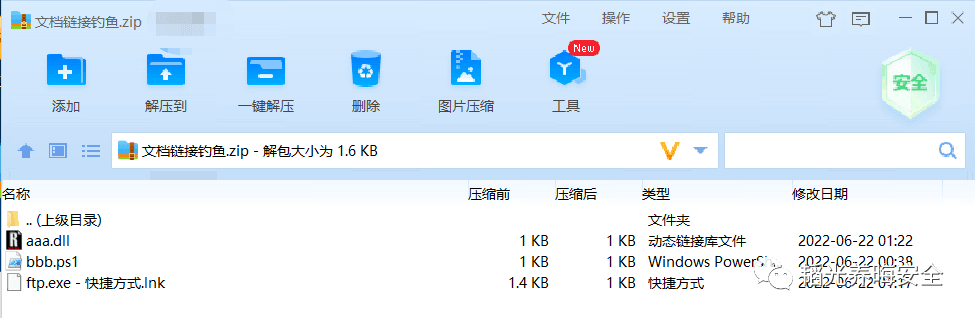 文档链接钓鱼.zip
文件 操作 设置 帮助
New
添加 解压到 一键解压 删除 图片压缩 工具
安全
文档链接钓鱼.zip - 解包大小为 1.6 KB
名称 压缩前 压缩后 类型 修改日期
.. (上级目录) 文件夹
aaa.dll 1 KB 1 KB 动态链接库文件 2022-06-22 01:22
bbb.ps1 1 KB 1 KB Windows PowerS 2022-06-22 00:38
ftp.exe - 快捷方式.lnk 1.4 KB 1 KB 快捷方式 2022-06-22
韬光养晦安全